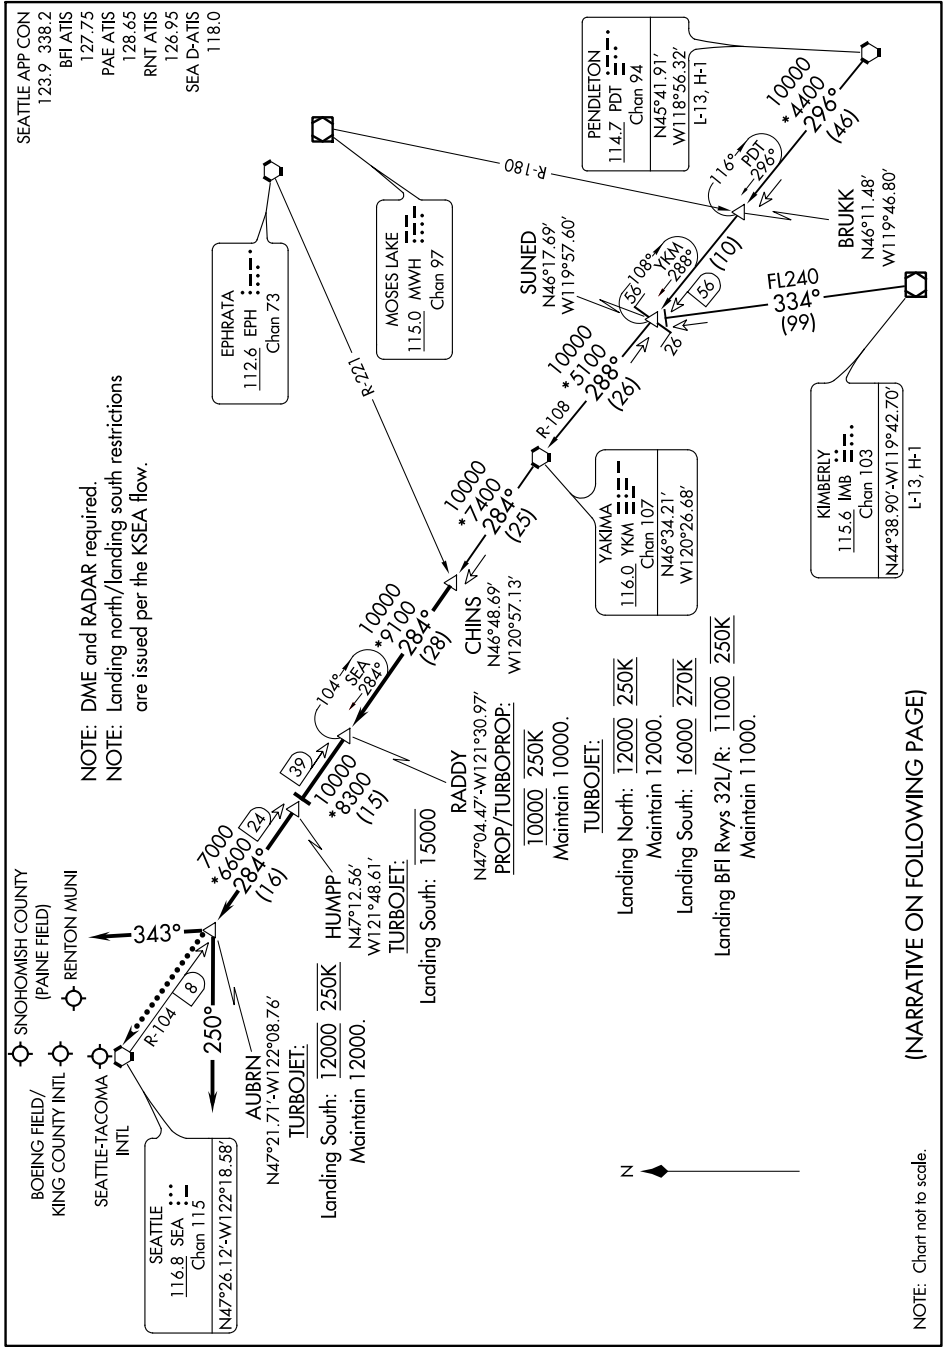 SEATTLE APP CON
123.9 338.2
BFI ATIS
127.75
PAE ATIS
128.65
RNT ATIS
126.95
SEA D-ATIS
118.0
NOTE: DME and RADAR required.
NOTE: Landing north/landing south restrictions
are issued per the KSEA flow.
SNOHOMISH COUNTY
(PAINE FIELD)
RENTON MUNI
BOEING FIELD/
KING COUNTY INTL
SEATTLE-TACOMA
INTL
SEATTLE
116.8 SEA
Chan 115
N47°26.12'-W122°18.58'
R-104
8
343°
250°
AUBRN
N47°21.71'-W122°08.76'
TURBOJET:
Landing South: 12000 250K
Maintain 12000.
7000
*6600
284°
(16)
24
HUMPP
N47°12.56'
W121°48.61'
TURBOJET:
Landing South: 15000
39
10000
*8300
(15)
104°
SEA
284°
RADDY
N47°04.47'-W121°30.97'
PROP/TURBOPROP:
10000 250K
Maintain 10000.
TURBOJET:
Landing North: 12000 250K
Maintain 12000.
Landing South: 16000 270K
Landing BFI Rwys 32L/R: 11000 250K
Maintain 11000.
10000
*9100
284°
(28)
CHINS
N46°48.69'
W120°57.13'
10000
*7400
284°
(25)
R-221
EPHRATA
112.6 EPH
Chan 73
MOSES LAKE
115.0 MWH
Chan 97
R-180
YAKIMA
116.0 YKM
Chan 107
N46°34.21'
W120°26.68'
R-108
10000
*5100
288°
(26)
SUNED
N46°17.69'
W119°57.60'
56
108°
YKM
288°
56
26
(10)
BRUKK
N46°11.48'
W119°46.80'
116°
PDT
296°
10000
*4400
296°
(46)
PENDLETON
114.7 PDT
Chan 94
N45°41.91'
W118°56.32'
L-13, H-1
FL240
334°
(99)
KIMBERLY
115.6 IMB
Chan 103
N44°38.90'-W119°42.70'
L-13, H-1
N
(NARRATIVE ON FOLLOWING PAGE)
NOTE: Chart not to scale.